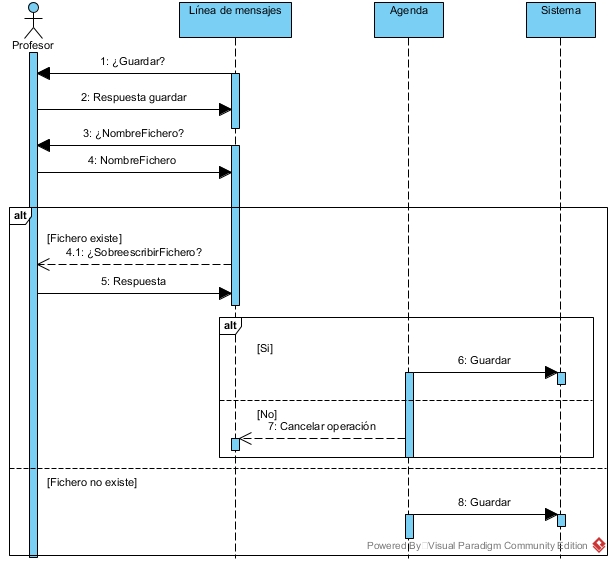 Línea de mensajes
Agenda
Sistema
Profesor
1: ¿Guardar?
2: Respuesta guardar
3: ¿NombreFichero?
4: NombreFichero
alt
[Fichero existe]
4.1: ¿SobreescribirFichero?
5: Respuesta
alt
[Si]
6: Guardar
[No]
7: Cancelar operación
[Fichero no existe]
8: Guardar
Powered By Visual Paradigm Community Edition